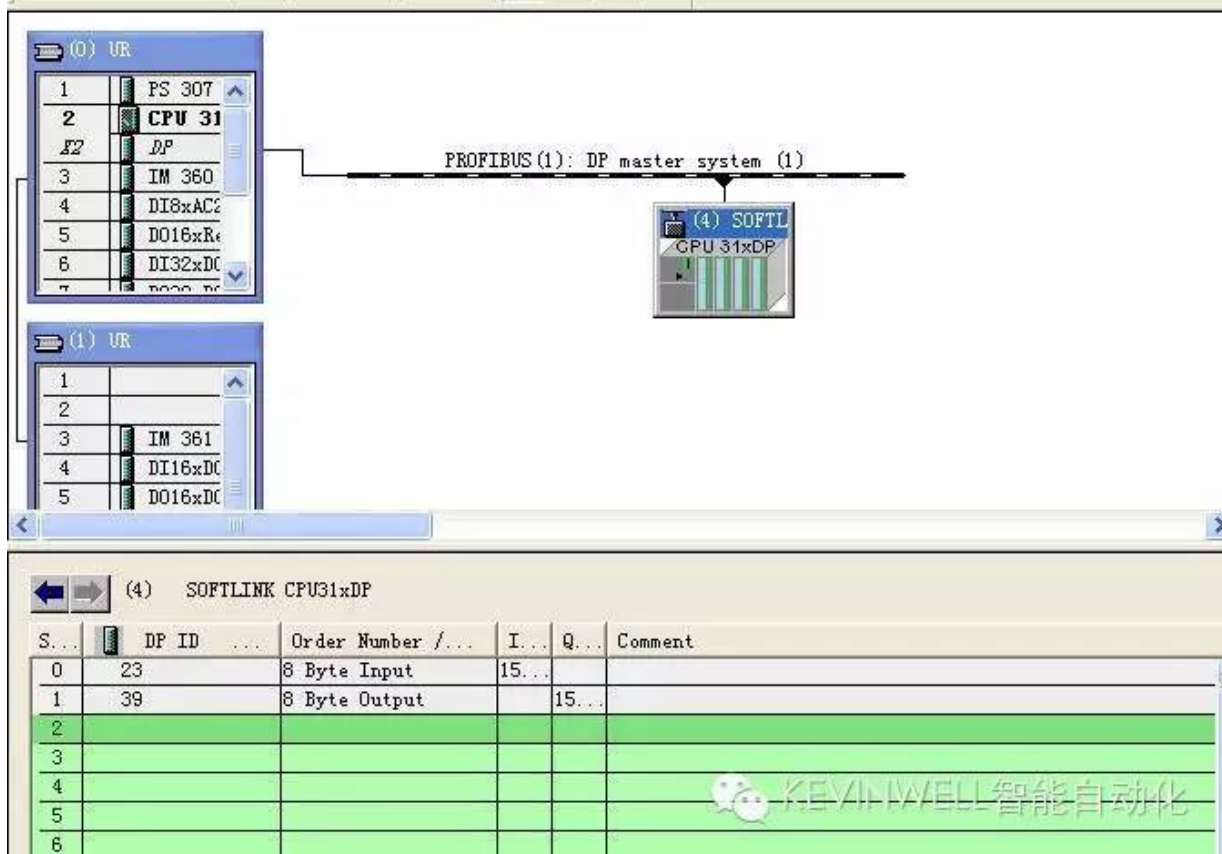 (0) UR
1 PS 307
2 CPU 31
E2 DP
3 IM 360
4 DI8xAC2
5 DO16xRe
6 DI32xDC
7 DO32xDC
PROFIBUS(1): DP master system (1)
(4) SOFTL
CPU 31xDP
(1) UR
1
2
3 IM 361
4 DI16xDC
5 DO16xDC
(4) SOFTLINK CPU31xDP
S... DP ID ... Order Number /... I... Q... Comment
0 23 8 Byte Input 15...
1 39 8 Byte Output 15...
2
3
4
5
6
KEVINWELL智能自动化